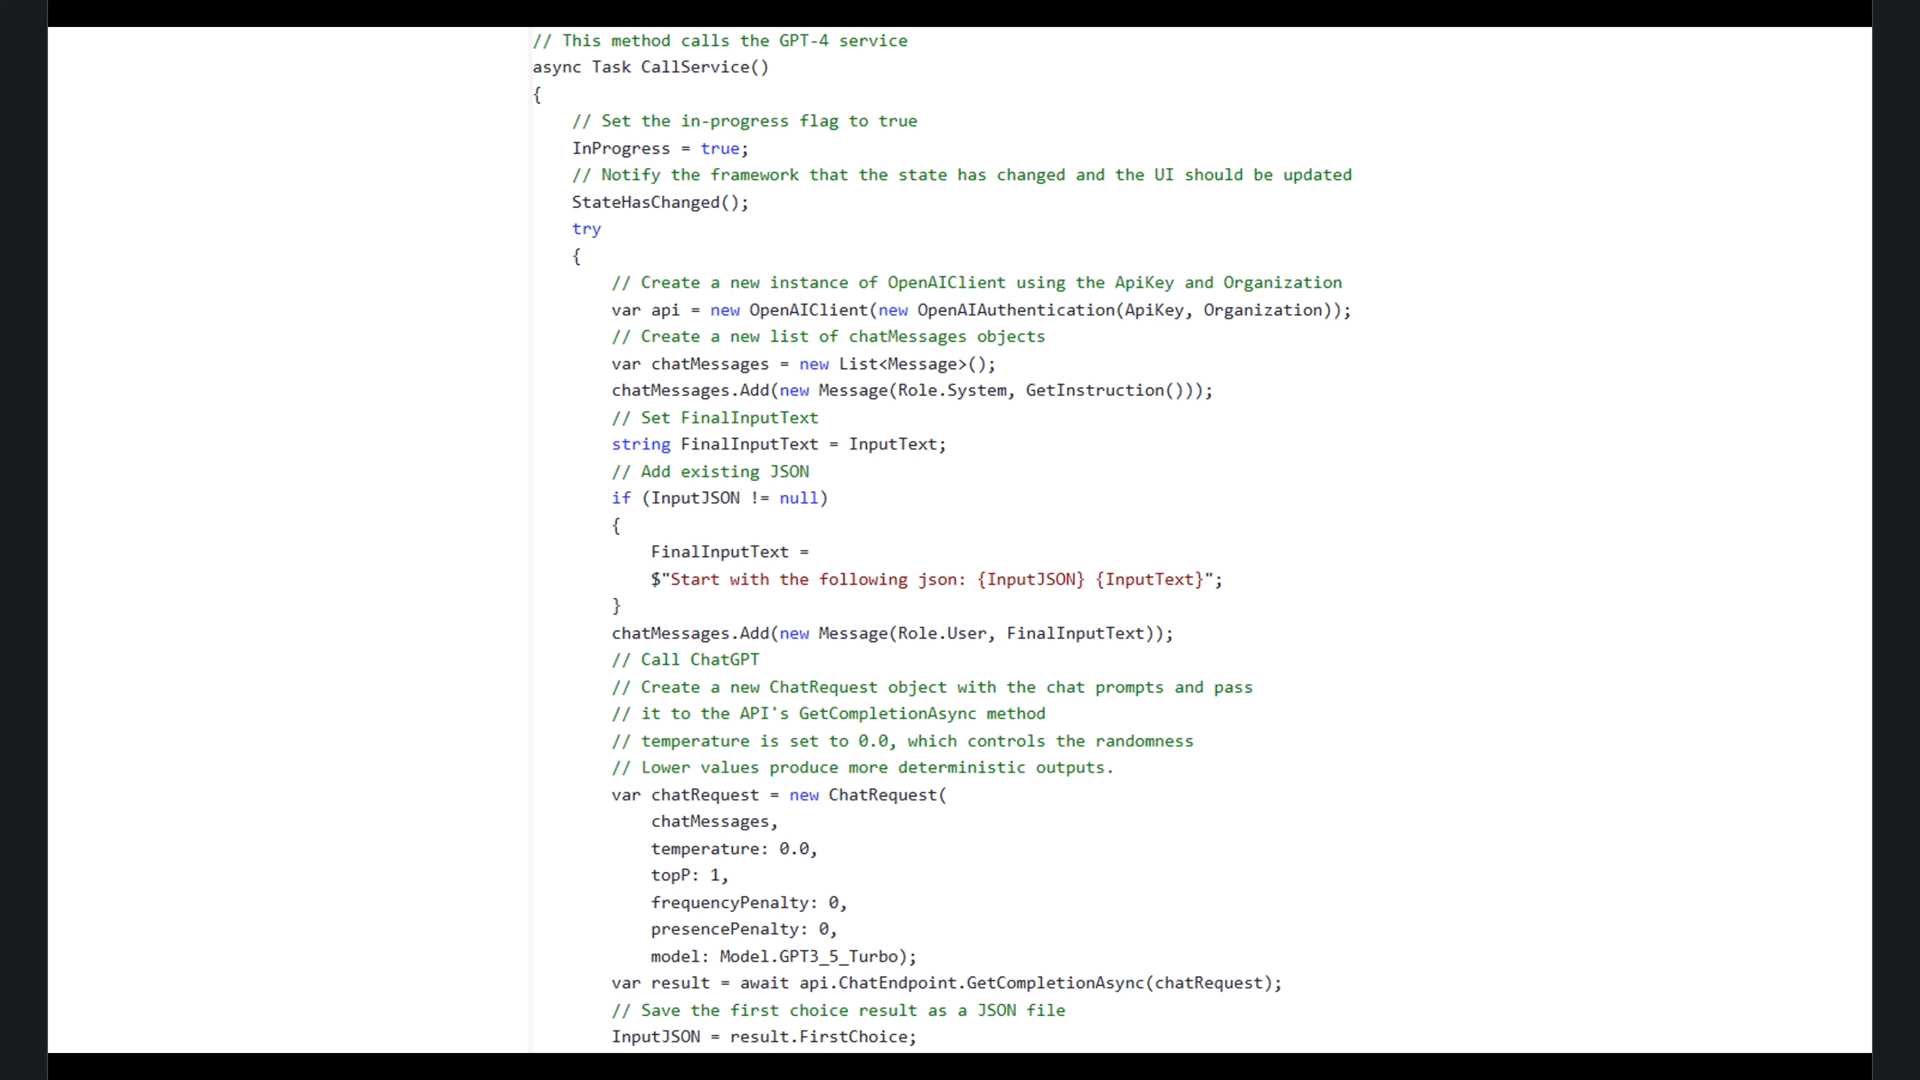 // This method calls the GPT-4 service
async Task CallService()
{
    // Set the in-progress flag to true
    InProgress = true;
    // Notify the framework that the state has changed and the UI should be updated
    StateHasChanged();
    try
    {
        // Create a new instance of OpenAIClient using the ApiKey and Organization
        var api = new OpenAIClient(new OpenAIAuthentication(ApiKey, Organization));
        // Create a new list of chatMessages objects
        var chatMessages = new List<Message>();
        chatMessages.Add(new Message(Role.System, GetInstruction()));
        // Set FinalInputText
        string FinalInputText = InputText;
        // Add existing JSON
        if (InputJSON != null)
        {
            FinalInputText =
            $"Start with the following json: {InputJSON} {InputText}";
        }
        chatMessages.Add(new Message(Role.User, FinalInputText));
        // Call ChatGPT
        // Create a new ChatRequest object with the chat prompts and pass
        // it to the API's GetCompletionAsync method
        // temperature is set to 0.0, which controls the randomness
        // Lower values produce more deterministic outputs.
        var chatRequest = new ChatRequest(
            chatMessages,
            temperature: 0.0,
            topP: 1,
            frequencyPenalty: 0,
            presencePenalty: 0,
            model: Model.GPT3_5_Turbo);
        var result = await api.ChatEndpoint.GetCompletionAsync(chatRequest);
        // Save the first choice result as a JSON file
        InputJSON = result.FirstChoice;